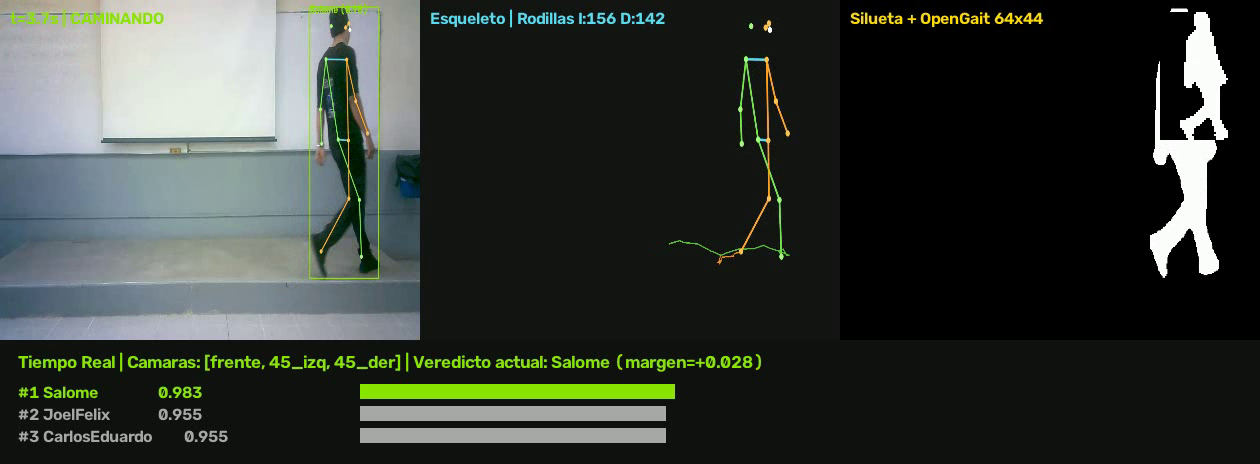 t=3.7s | CAMINANDO
Esqueleto | Rodillas I:156 D:142
Silueta + OpenGait 64x44
Tiempo Real | Camaras: [frente, 45_izq, 45_der] | Veredicto actual: Salome (margen=+0.028)
#1 Salome 0.983
#2 JoelFelix 0.955
#3 CarlosEduardo 0.955